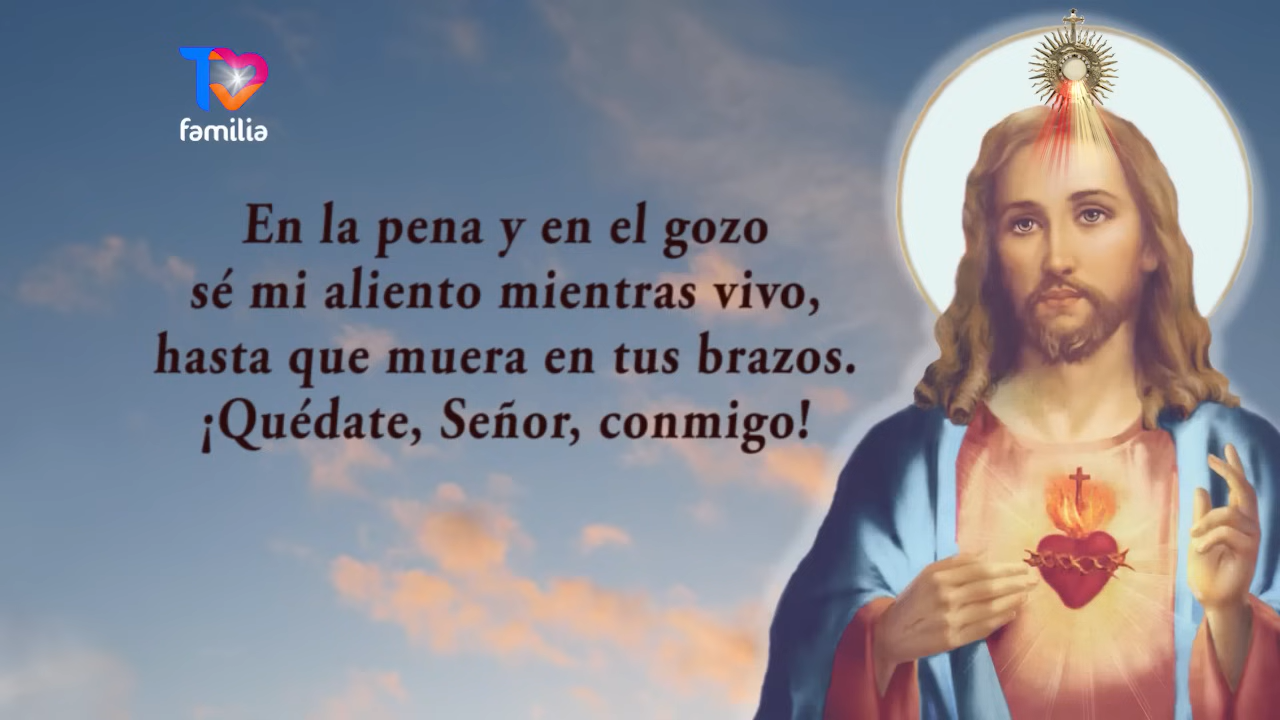 TV
familia
En la pena y en el gozo
sé mi aliento mientras vivo,
hasta que muera en tus brazos.
¡Quédate, Señor, conmigo!